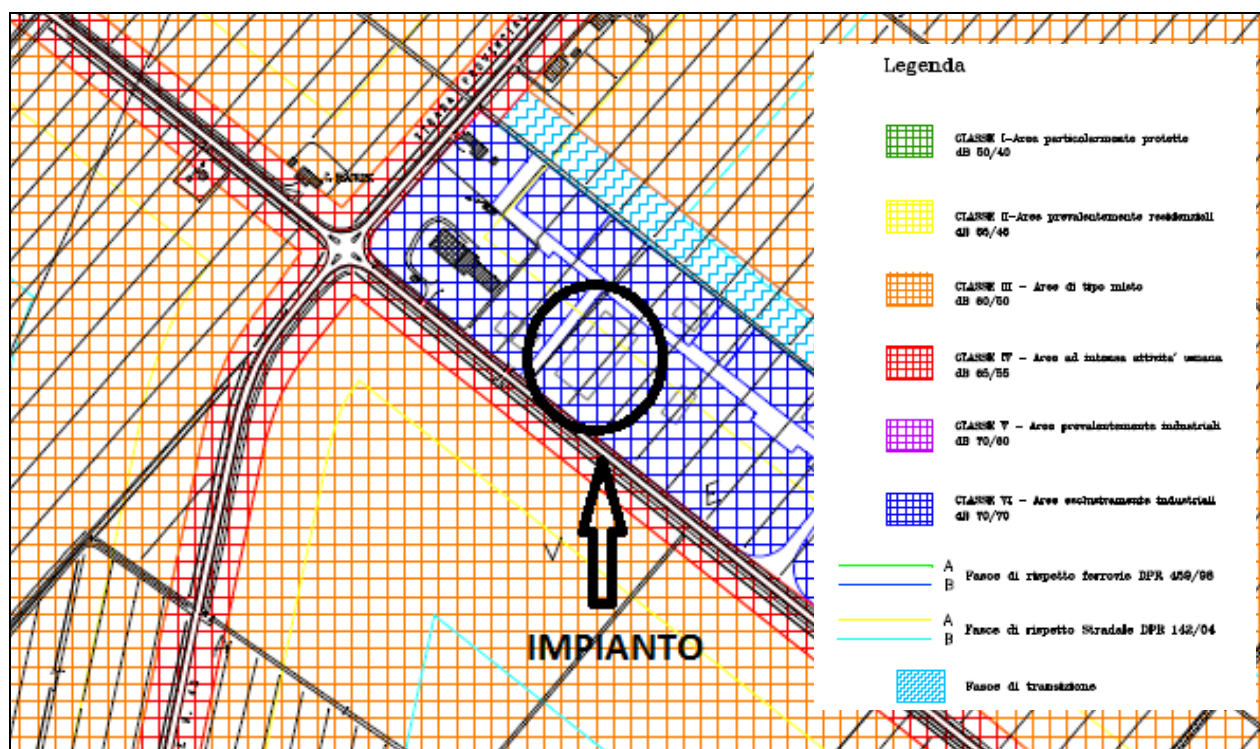 STRADA PROVINCIAL
IMPIANTO
V
E
Legenda
CLASSE I-Aree particolarmente protette
dB 50/40
CLASSE II-Aree prevalentemente residenziali
dB 55/45
CLASSE III - Aree di tipo misto
dB 60/50
CLASSE IV - Aree ad intensa attivita' umana
dB 65/55
CLASSE V - Aree prevalentemente industriali
dB 70/60
CLASSE VI - Aree esclusivamente industriali
dB 70/70
A
B
Fasce di rispetto ferrovie DPR 459/98
A
B
Fasce di rispetto Stradale DPR 142/04
Fasce di transizione